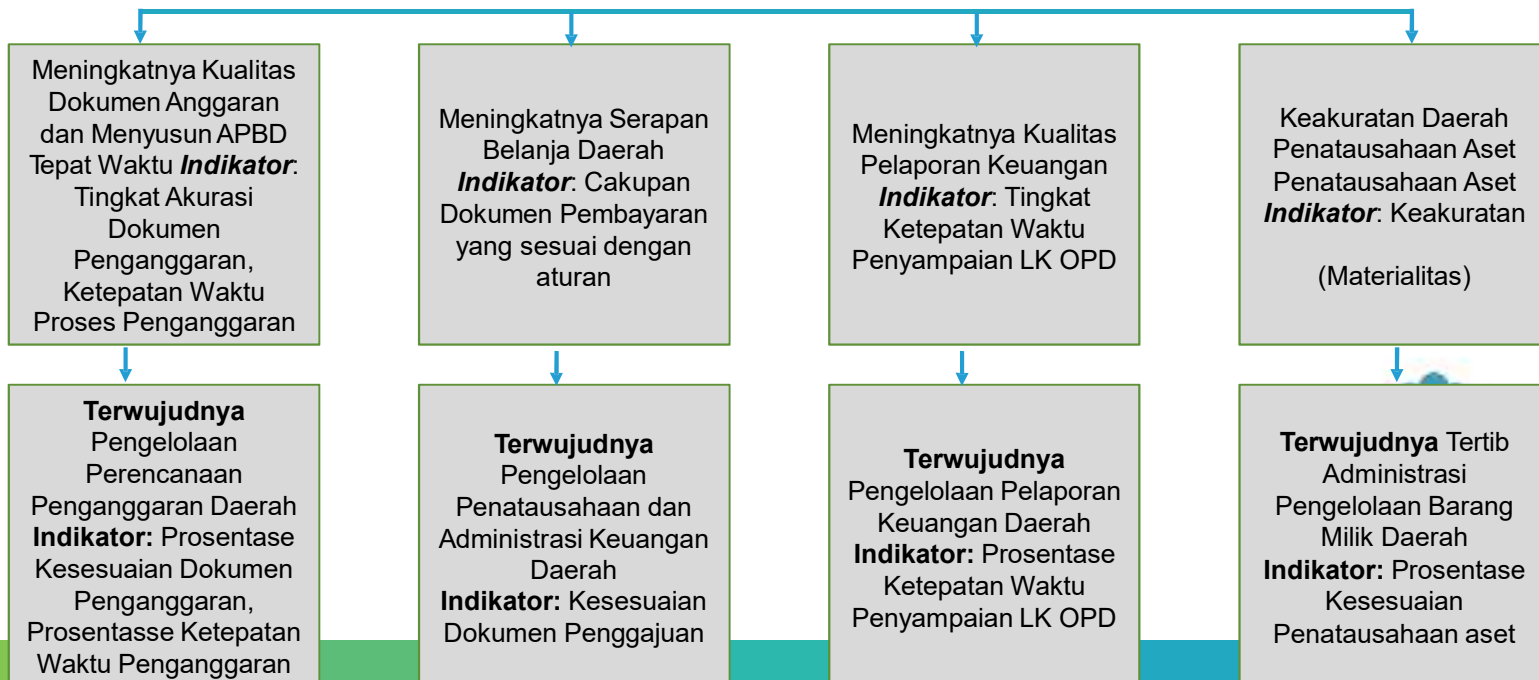 Meningkatnya Kualitas
Dokumen Anggaran
dan Menyusun APBD
Tepat Waktu Indikator:
Tingkat Akurasi
Dokumen
Penganggaran,
Ketepatan Waktu
Proses Penganggaran
Meningkatnya Serapan
Belanja Daerah
Indikator: Cakupan
Dokumen Pembayaran
yang sesuai dengan
aturan
Meningkatnya Kualitas
Pelaporan Keuangan
Indikator: Tingkat
Ketepatan Waktu
Penyampaian LK OPD
Keakuratan Daerah
Penatausahaan Aset
Penatausahaan Aset
Indikator: Keakuratan
(Materialitas)
Terwujudnya
Pengelolaan
Perencanaan
Penganggaran Daerah
Indikator: Prosentase
Kesesuaian Dokumen
Penganggaran,
Prosentasse Ketepatan
Waktu Penganggaran
Terwujudnya
Pengelolaan
Penatausahaan dan
Administrasi Keuangan
Daerah
Indikator: Kesesuaian
Dokumen Penggajuan
Terwujudnya
Pengelolaan Pelaporan
Keuangan Daerah
Indikator: Prosentase
Ketepatan Waktu
Penyampaian LK OPD
Terwujudnya Tertib
Administrasi
Pengelolaan Barang
Milik Daerah
Indikator: Prosentase
Kesesuaian
Penatausahaan aset